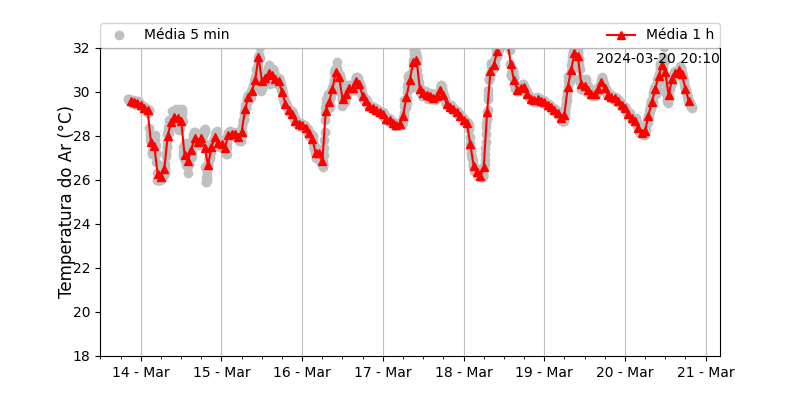 Média 5 min
Média 1 h
2024-03-20 20:10
Temperatura do Ar (°C)
32
30
28
26
24
22
20
18
14 - Mar
15 - Mar
16 - Mar
17 - Mar
18 - Mar
19 - Mar
20 - Mar
21 - Mar